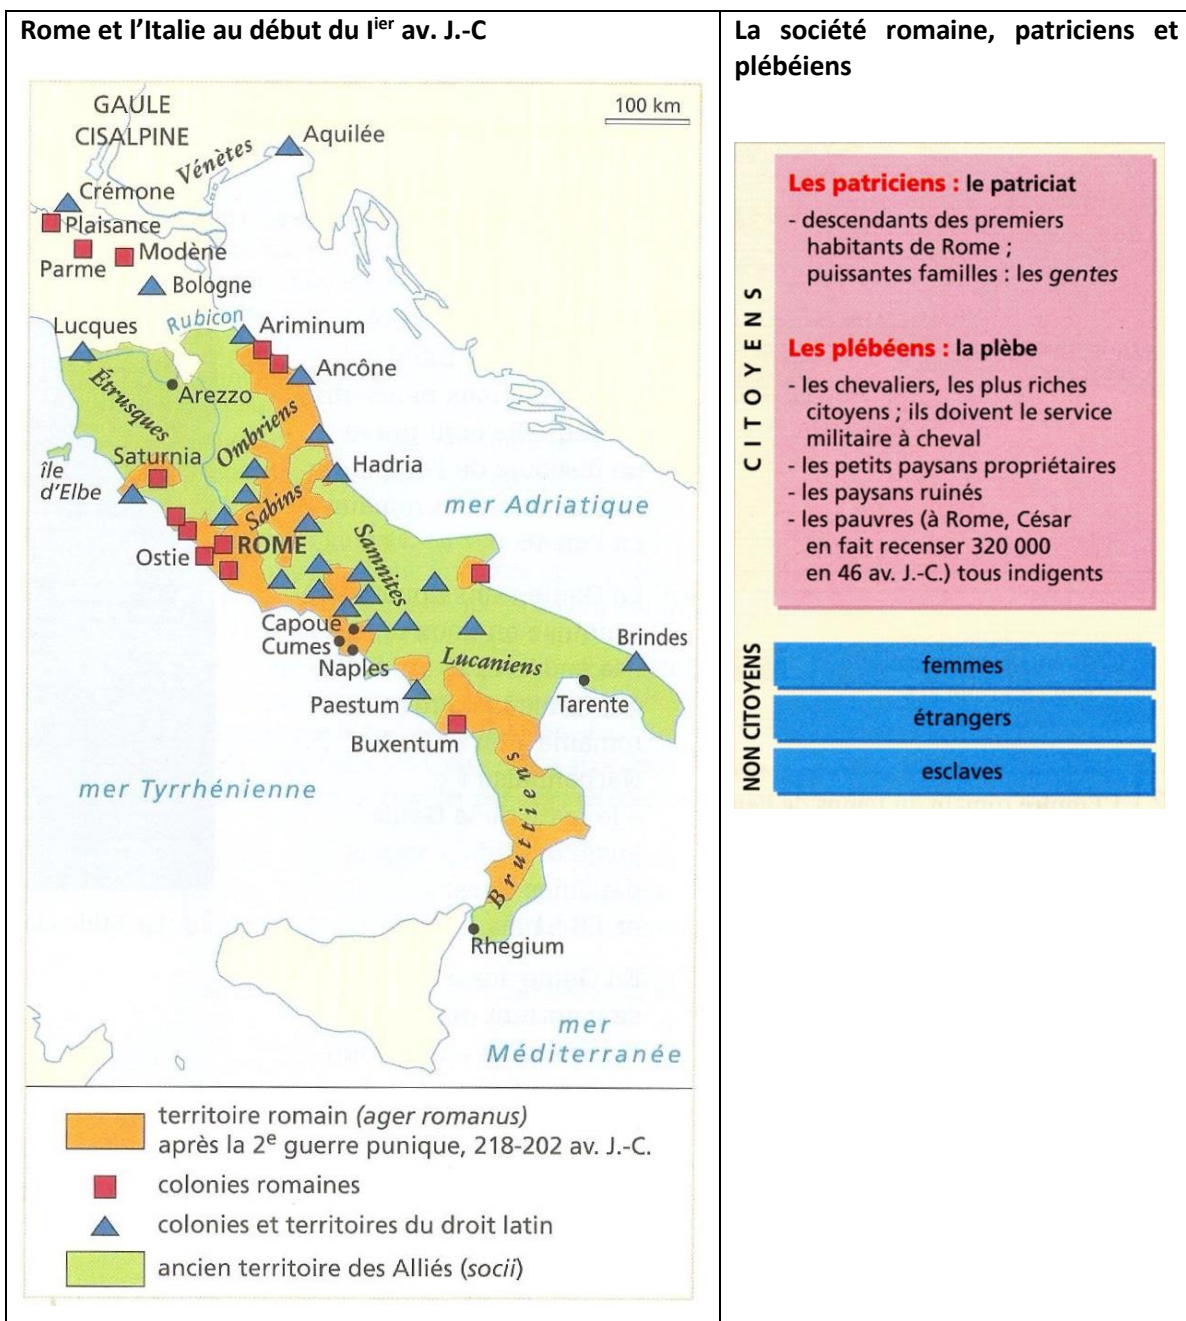 Rome et l'Italie au début du Iier av. J.-C
GAULE
CISALPINE
100 km
Vénètes
Aquilée
Crémone
Plaisance
Parme
Modène
Bologne
Lucques
Rubicon
Ariminum
Ancône
Étrusques
Arezzo
Ombriens
Saturnia
Hadria
île
d'Elbe
Sabins
mer Adriatique
Samnites
Ostie
ROME
Capoue
Cumes
Naples
Lucaniens
Brindes
Paestum
Tarente
Buxentum
mer Tyrrhénienne
Bruttiens
Rhegium
mer
Méditerranée
territoire romain (ager romanus)
après la 2e guerre punique, 218-202 av. J.-C.
colonies romaines
colonies et territoires du droit latin
ancien territoire des Alliés (socii)
La société romaine, patriciens et
plébéiens
CITOYENS
Les patriciens : le patriciat
- descendants des premiers
habitants de Rome ;
puissantes familles : les gentes
Les plébéens : la plèbe
- les chevaliers, les plus riches
citoyens ; ils doivent le service
militaire à cheval
- les petits paysans propriétaires
- les paysans ruinés
- les pauvres (à Rome, César
en fait recenser 320 000
en 46 av. J.-C.) tous indigents
NON CITOYENS
femmes
étrangers
esclaves